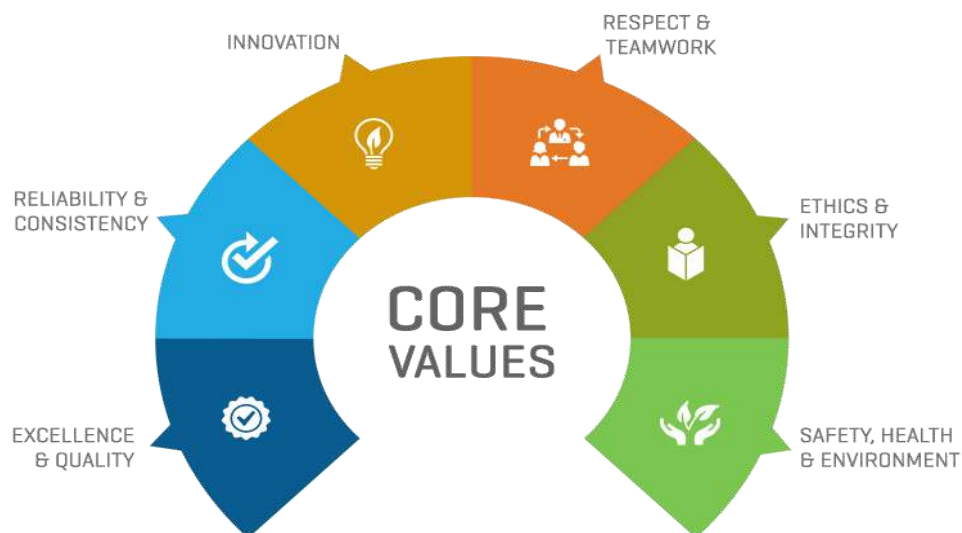 INNOVATION
RESPECT &
TEAMWORK
RELIABILITY &
CONSISTENCY
ETHICS &
INTEGRITY
CORE
VALUES
EXCELLENCE
& QUALITY
SAFETY, HEALTH
& ENVIRONMENT